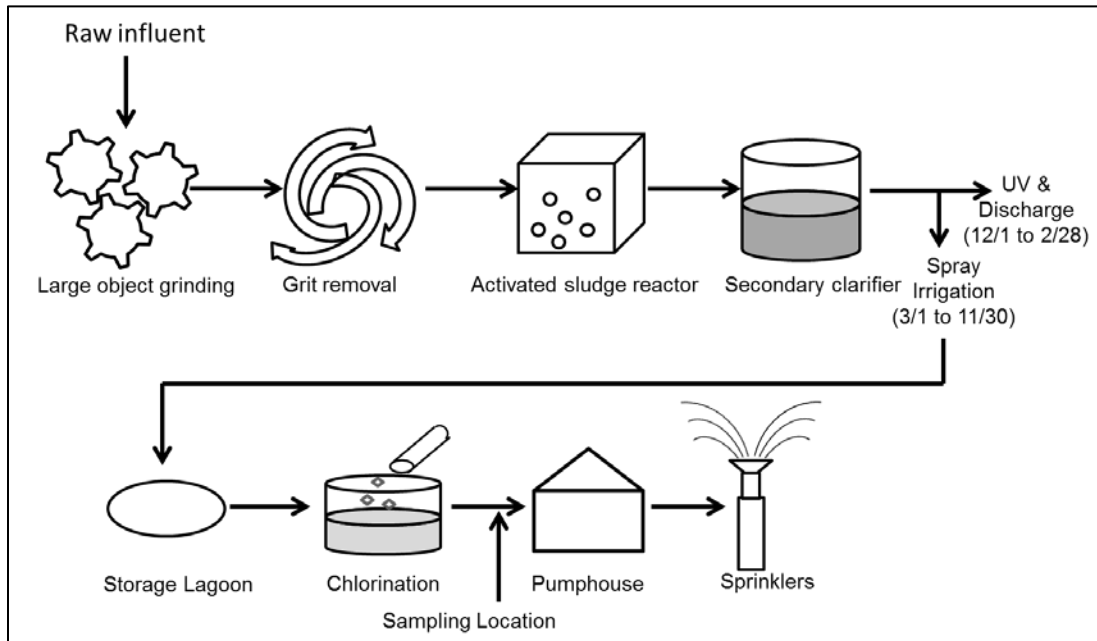 Raw influent
Large object grinding
Grit removal
Activated sludge reactor
Secondary clarifier
UV &
Discharge
(12/1 to 2/28)
Spray
Irrigation
(3/1 to 11/30)
Storage Lagoon
Chlorination
Sampling Location
Pumphouse
Sprinklers